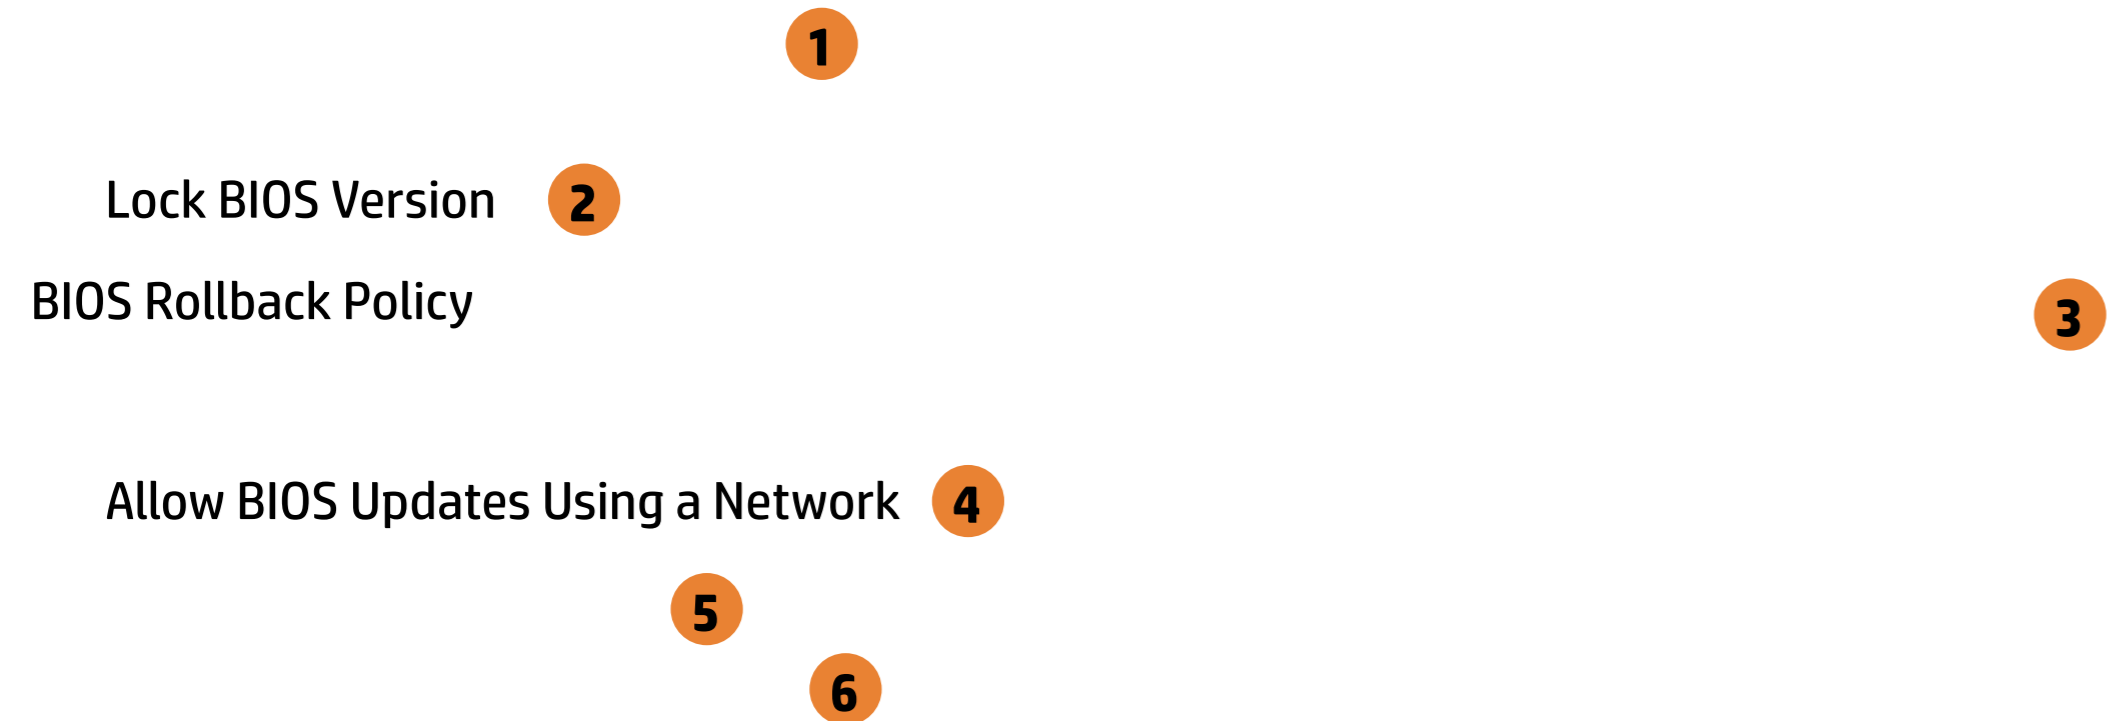 1
Lock BIOS Version 2
BIOS Rollback Policy 3
Allow BIOS Updates Using a Network 4
5
6